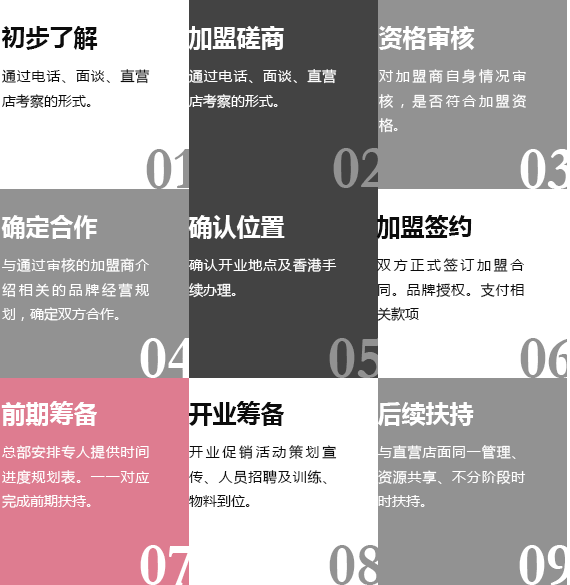 初步了解
通过电话、面谈、直营
店考察的形式。
01
加盟磋商
通过电话、面谈、直营
店考察的形式。
02
资格审核
对加盟商自身情况审
核，是否符合加盟资
格。
03
确定合作
与通过审核的加盟商介
绍相关的品牌经营规
划，确定双方合作。
04
确认位置
确认开业地点及香港手
续办理。
05
加盟签约
双方正式签订加盟合
同。品牌授权。支付相
关款项
06
前期筹备
总部安排专人提供时间
进度规划表。一一对应
完成前期扶持。
07
开业筹备
开业促销活动策划宣
传、人员招聘及训练、
物料到位。
08
后续扶持
与直营店面同一管理、
资源共享、不分阶段时
时扶持。
09